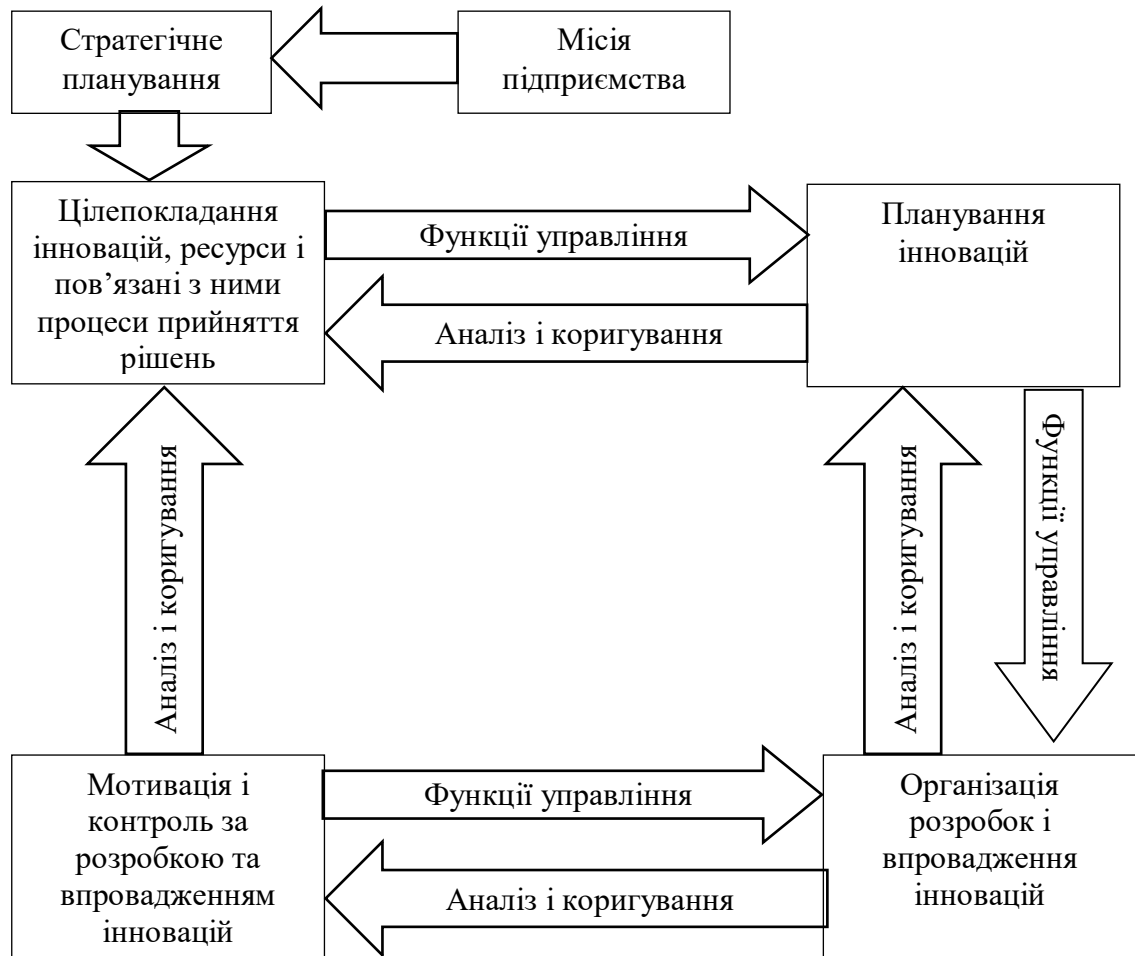 Стратегічне
планування
Місія
підприємства
Цілепокладання
інновацій, ресурси і
пов’язані з ними
процеси прийняття
рішень
Функції управління
Планування
інновацій
Аналіз і коригування
Аналіз і коригування
Аналіз і коригування
Функції управління
Мотивація і
контроль за
розробкою та
впровадженням
інновацій
Функції управління
Організація
розробок і
впровадження
інновацій
Аналіз і коригування